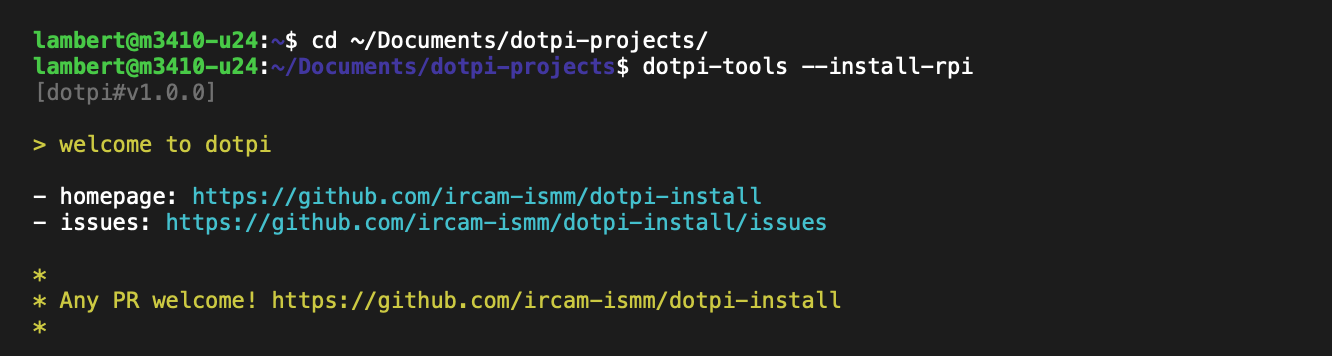 lambert@m3410-u24:~$ cd ~/Documents/dotpi-projects/
lambert@m3410-u24:~/Documents/dotpi-projects$ dotpi-tools --install-rpi
[dotpi#v1.0.0]
> welcome to dotpi
- homepage: https://github.com/ircam-ismm/dotpi-install
- issues: https://github.com/ircam-ismm/dotpi-install/issues
*
* Any PR welcome! https://github.com/ircam-ismm/dotpi-install
*